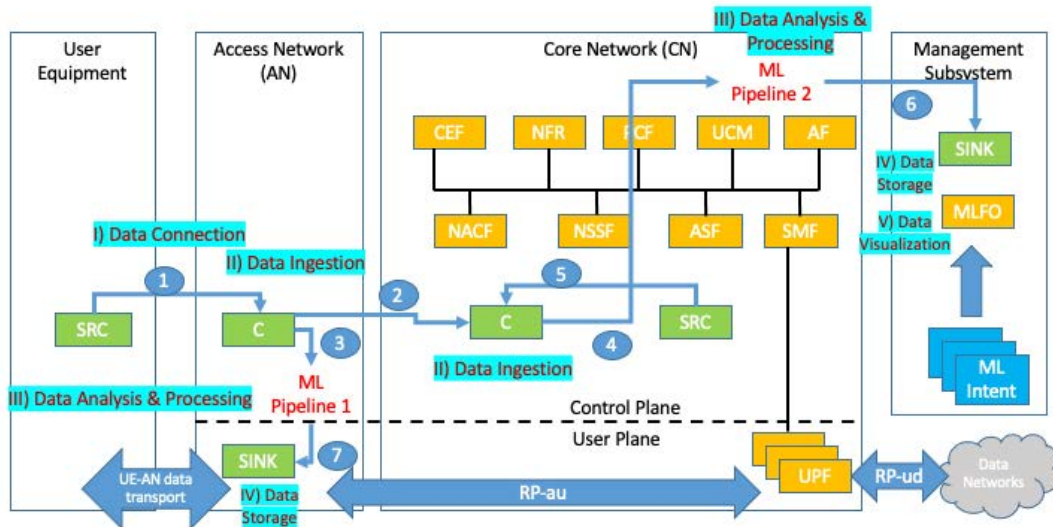 III) Data Analysis &
Processing
User
Equipment
Access Network
(AN)
Core Network (CN)
Management
Subsystem
ML
Pipeline 2
6
CEF
NFR
PCF
UCM
AF
SINK
IV) Data
Storage
MLFO
NACF
NSSF
ASF
SMF
V) Data
Visualization
I) Data Connection
II) Data Ingestion
1
2
5
SRC
C
C
SRC
3
4
II) Data Ingestion
ML
Intent
III) Data Analysis & Processing
ML
Pipeline 1
Control Plane
User Plane
SINK
7
UE-AN data
transport
IV) Data
Storage
RP-au
UPF
RP-ud
Data
Networks